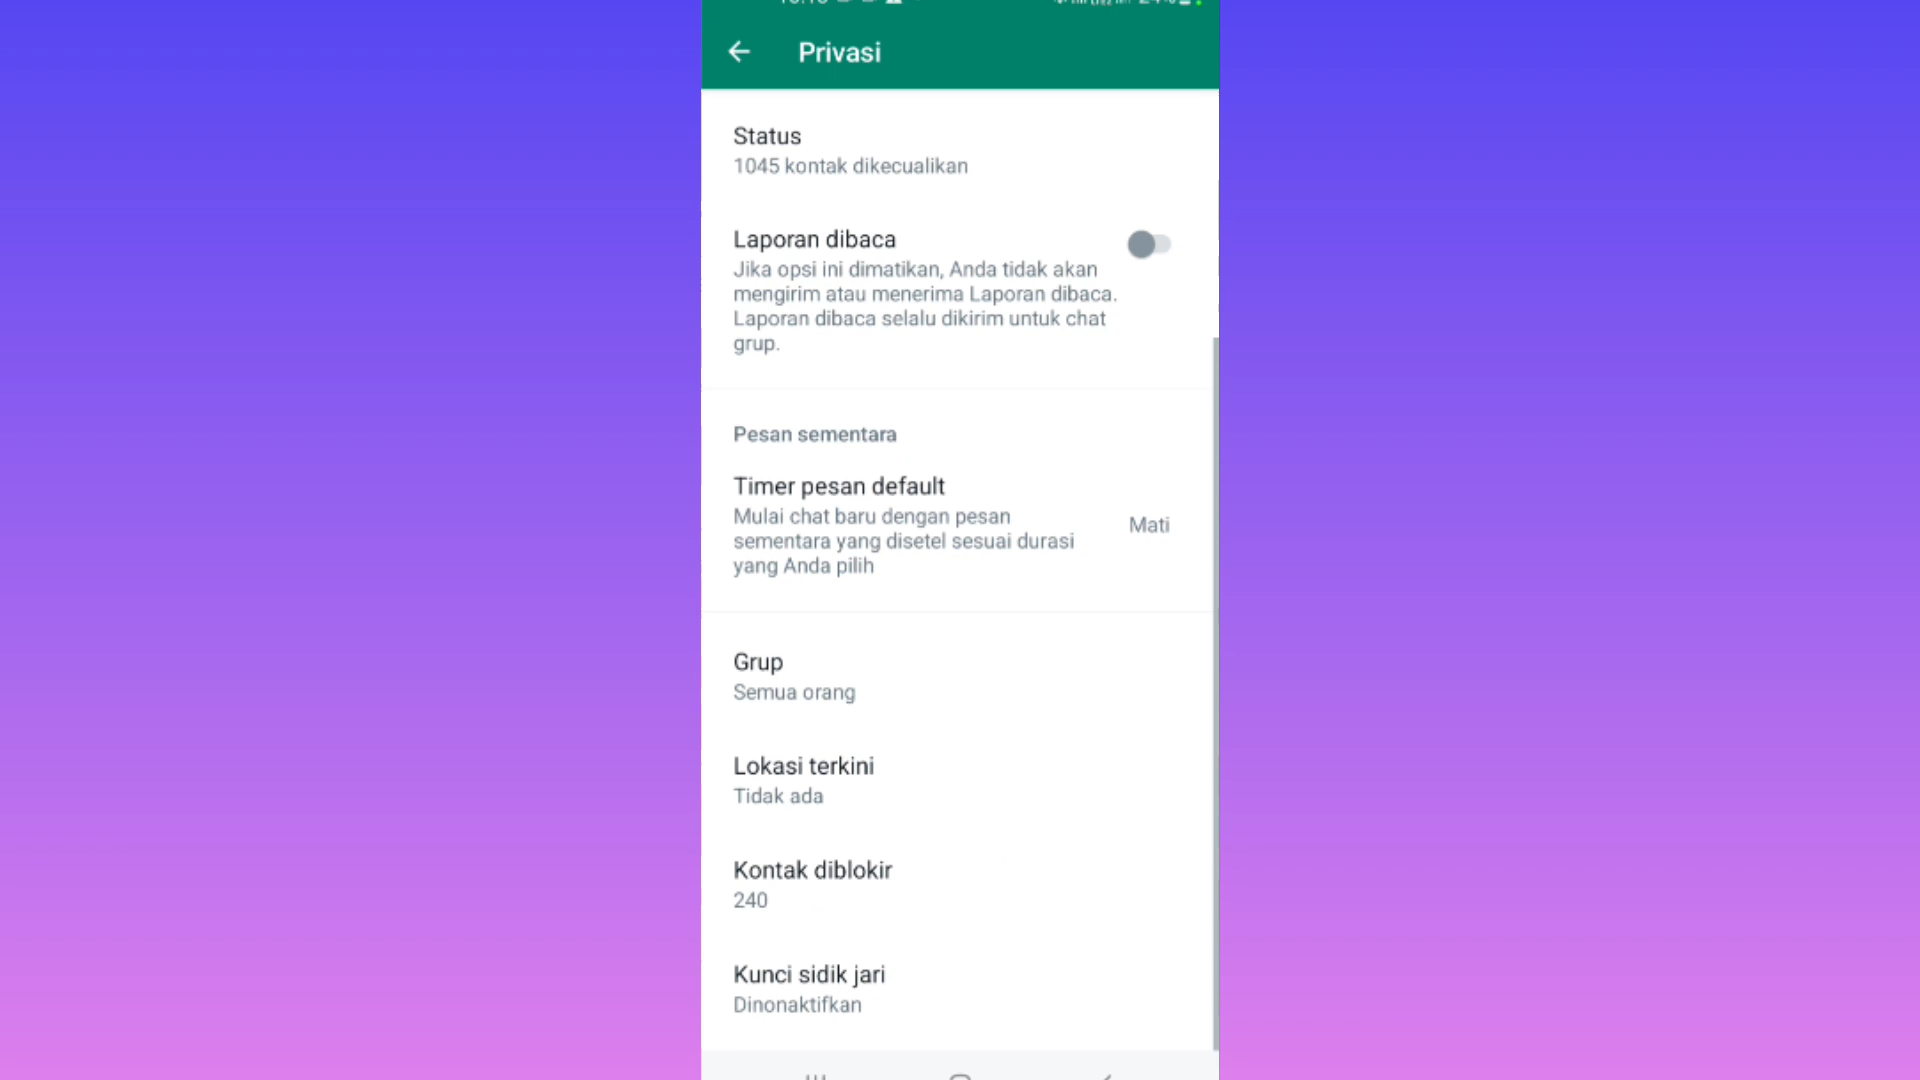 Privasi
Status
1045 kontak dikecualikan
Laporan dibaca
Jika opsi ini dimatikan, Anda tidak akan
mengirim atau menerima Laporan dibaca.
Laporan dibaca selalu dikirim untuk chat
grup.
Pesan sementara
Timer pesan default
Mulai chat baru dengan pesan
sementara yang disetel sesuai durasi
yang Anda pilih
Mati
Grup
Semua orang
Lokasi terkini
Tidak ada
Kontak diblokir
240
Kunci sidik jari
Dinonaktifkan